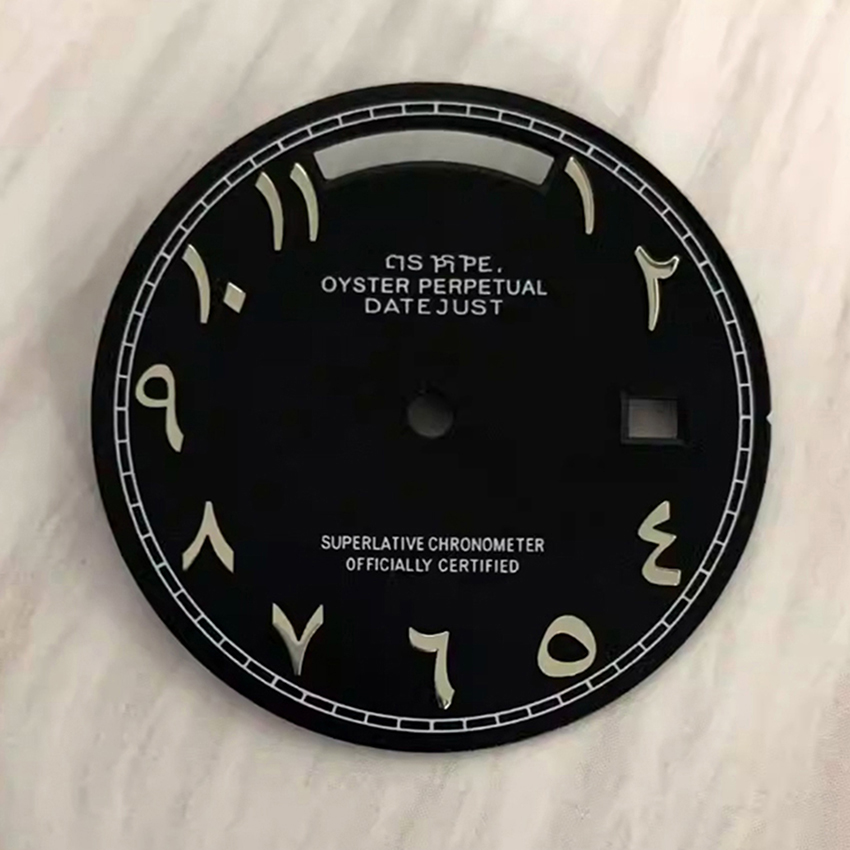 ١١
١
١٠
٢
OYSTER PERPETUAL
DATEJUST
٩
٨
٤
SUPERLATIVE CHRONOMETER
OFFICIALLY CERTIFIED
٧
٦
٥